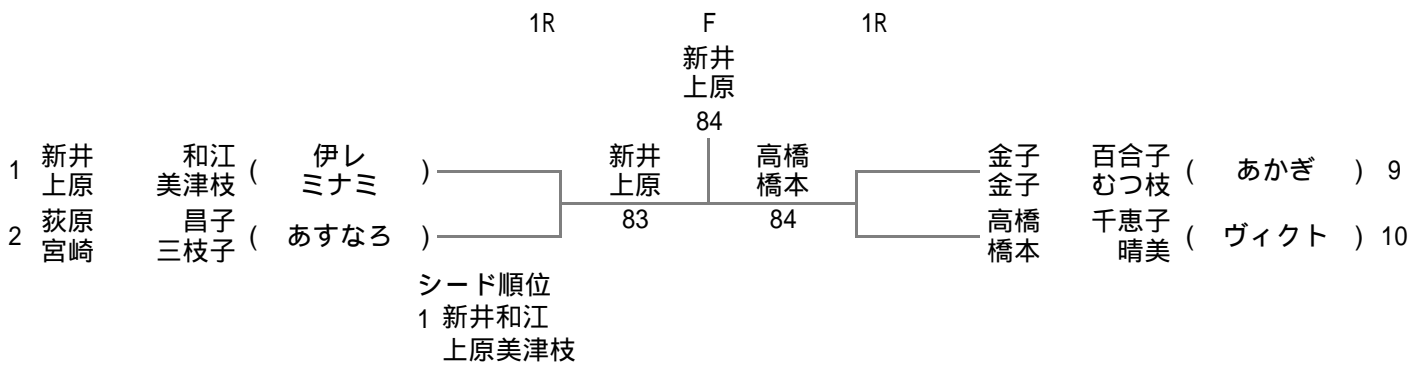 1R F 1R
新井
上原
84
1 新井 和江 ( 伊レ ) 新井 高橋 金子 百合子 ( あかぎ ) 9
上原 美津枝 ミナミ 上原 橋本 金子 むつ枝
83 84
2 荻原 昌子 ( あすなろ ) 高橋 千恵子 ( ヴィクト ) 10
宮崎 三枝子 橋本 晴美
シード順位
1 新井和江
上原美津枝